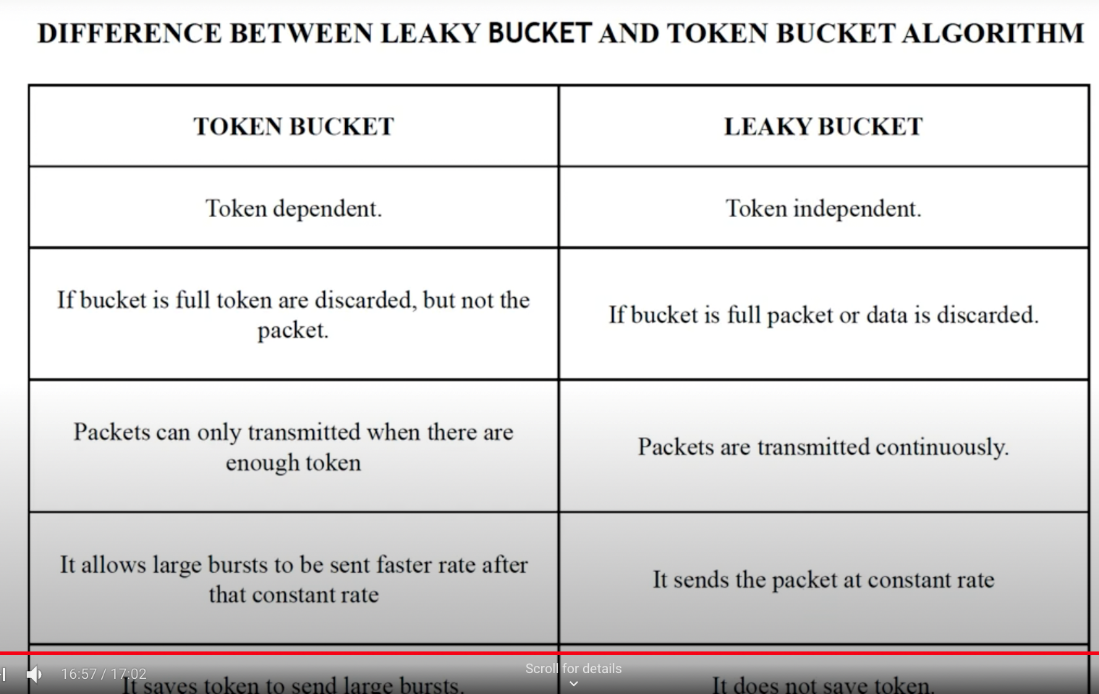 DIFFERENCE BETWEEN LEAKY BUCKET AND TOKEN BUCKET ALGORITHM
TOKEN BUCKET
LEAKY BUCKET
Token dependent.
Token independent.
If bucket is full token are discarded, but not the
packet.
If bucket is full packet or data is discarded.
Packets can only transmitted when there are
enough token
Packets are transmitted continuously.
It allows large bursts to be sent faster rate after
that constant rate
It sends the packet at constant rate
It saves token to send large bursts.
It does not save token.
16:57 / 17:02
Scroll for details